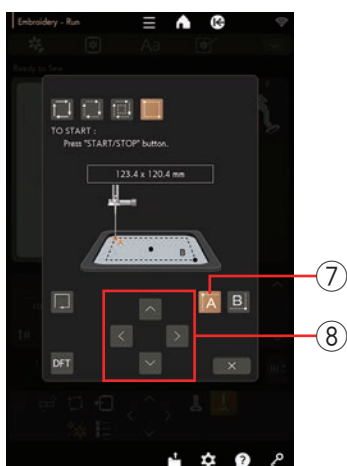 Embroidery - Run
Aa
Ready to Sew
TO START :
Press "START/STOP" button.
123.4 x 120.4 mm
A
B
A
B
DFT
×
7
8
?